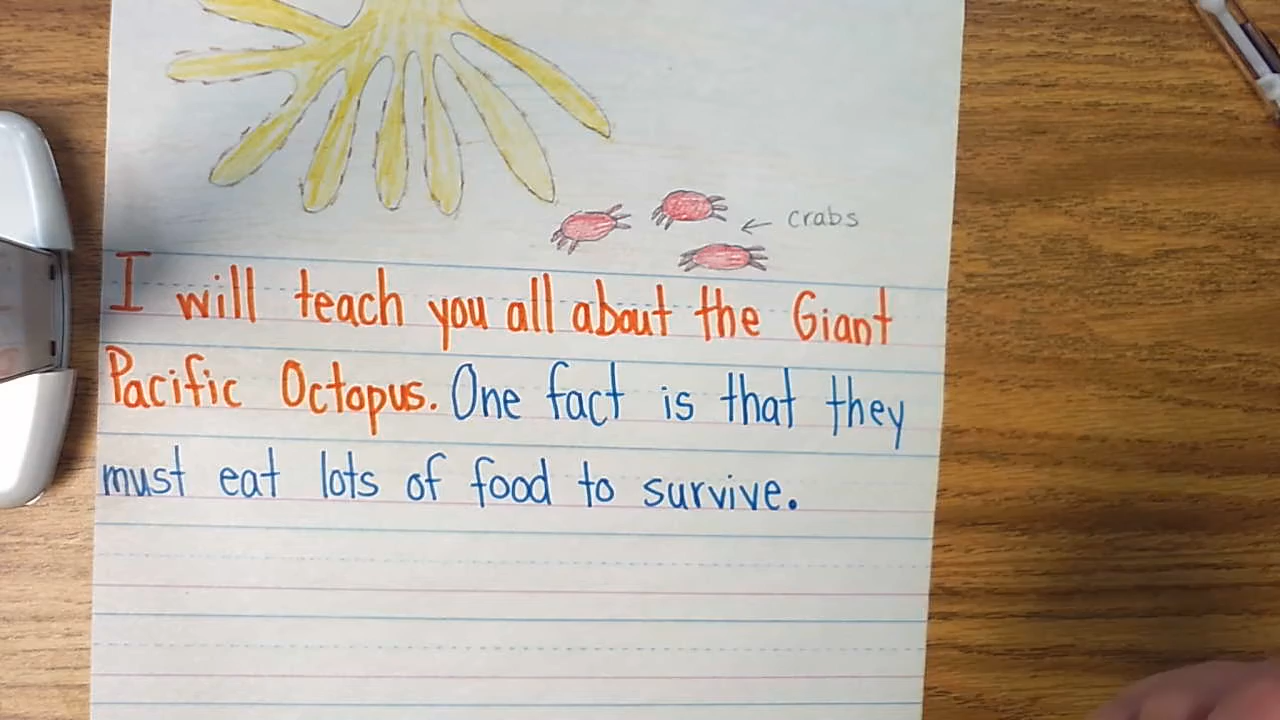 crabs
I will teach you all about the Giant
Pacific Octopus. One fact is that they
must eat lots of food to survive.